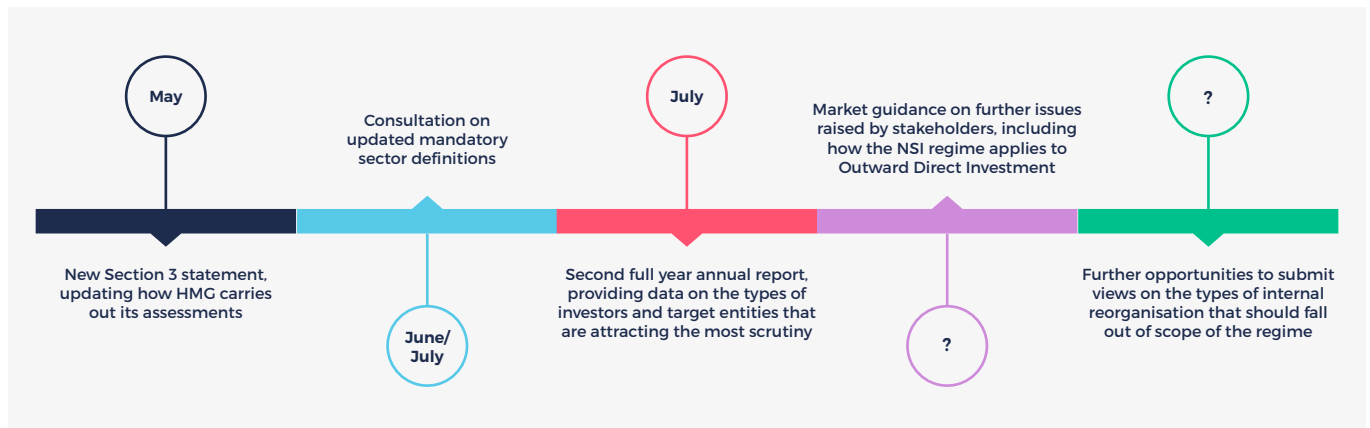 May
New Section 3 statement,
updating how HMG carries
out its assessments
Consultation on
updated mandatory
sector definitions
June/
July
July
Second full year annual report,
providing data on the types of
investors and target entities that
are attracting the most scrutiny
Market guidance on further issues
raised by stakeholders, including
how the NSI regime applies to
Outward Direct Investment
?
?
Further opportunities to submit
views on the types of internal
reorganisation that should fall
out of scope of the regime